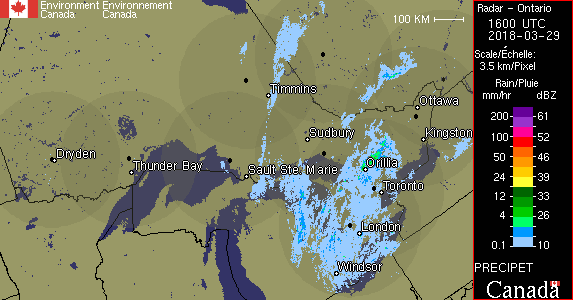 Environment Environnement
Canada Canada
100 KM
Timmins
Ottawa
Sudbury
Kingston
Dryden
Thunder Bay
Sault Ste. Marie
Orillia
Toronto
London
Windsor
Radar - Ontario
1600 UTC
2018-03-29
Scale/Échelle:
3.5 km/Pixel
Rain/Pluie
mm/hr dBZ
200 61
100 52
50 46
24 39
12 33
4 26
0.1 10
PRECIPET
Canada